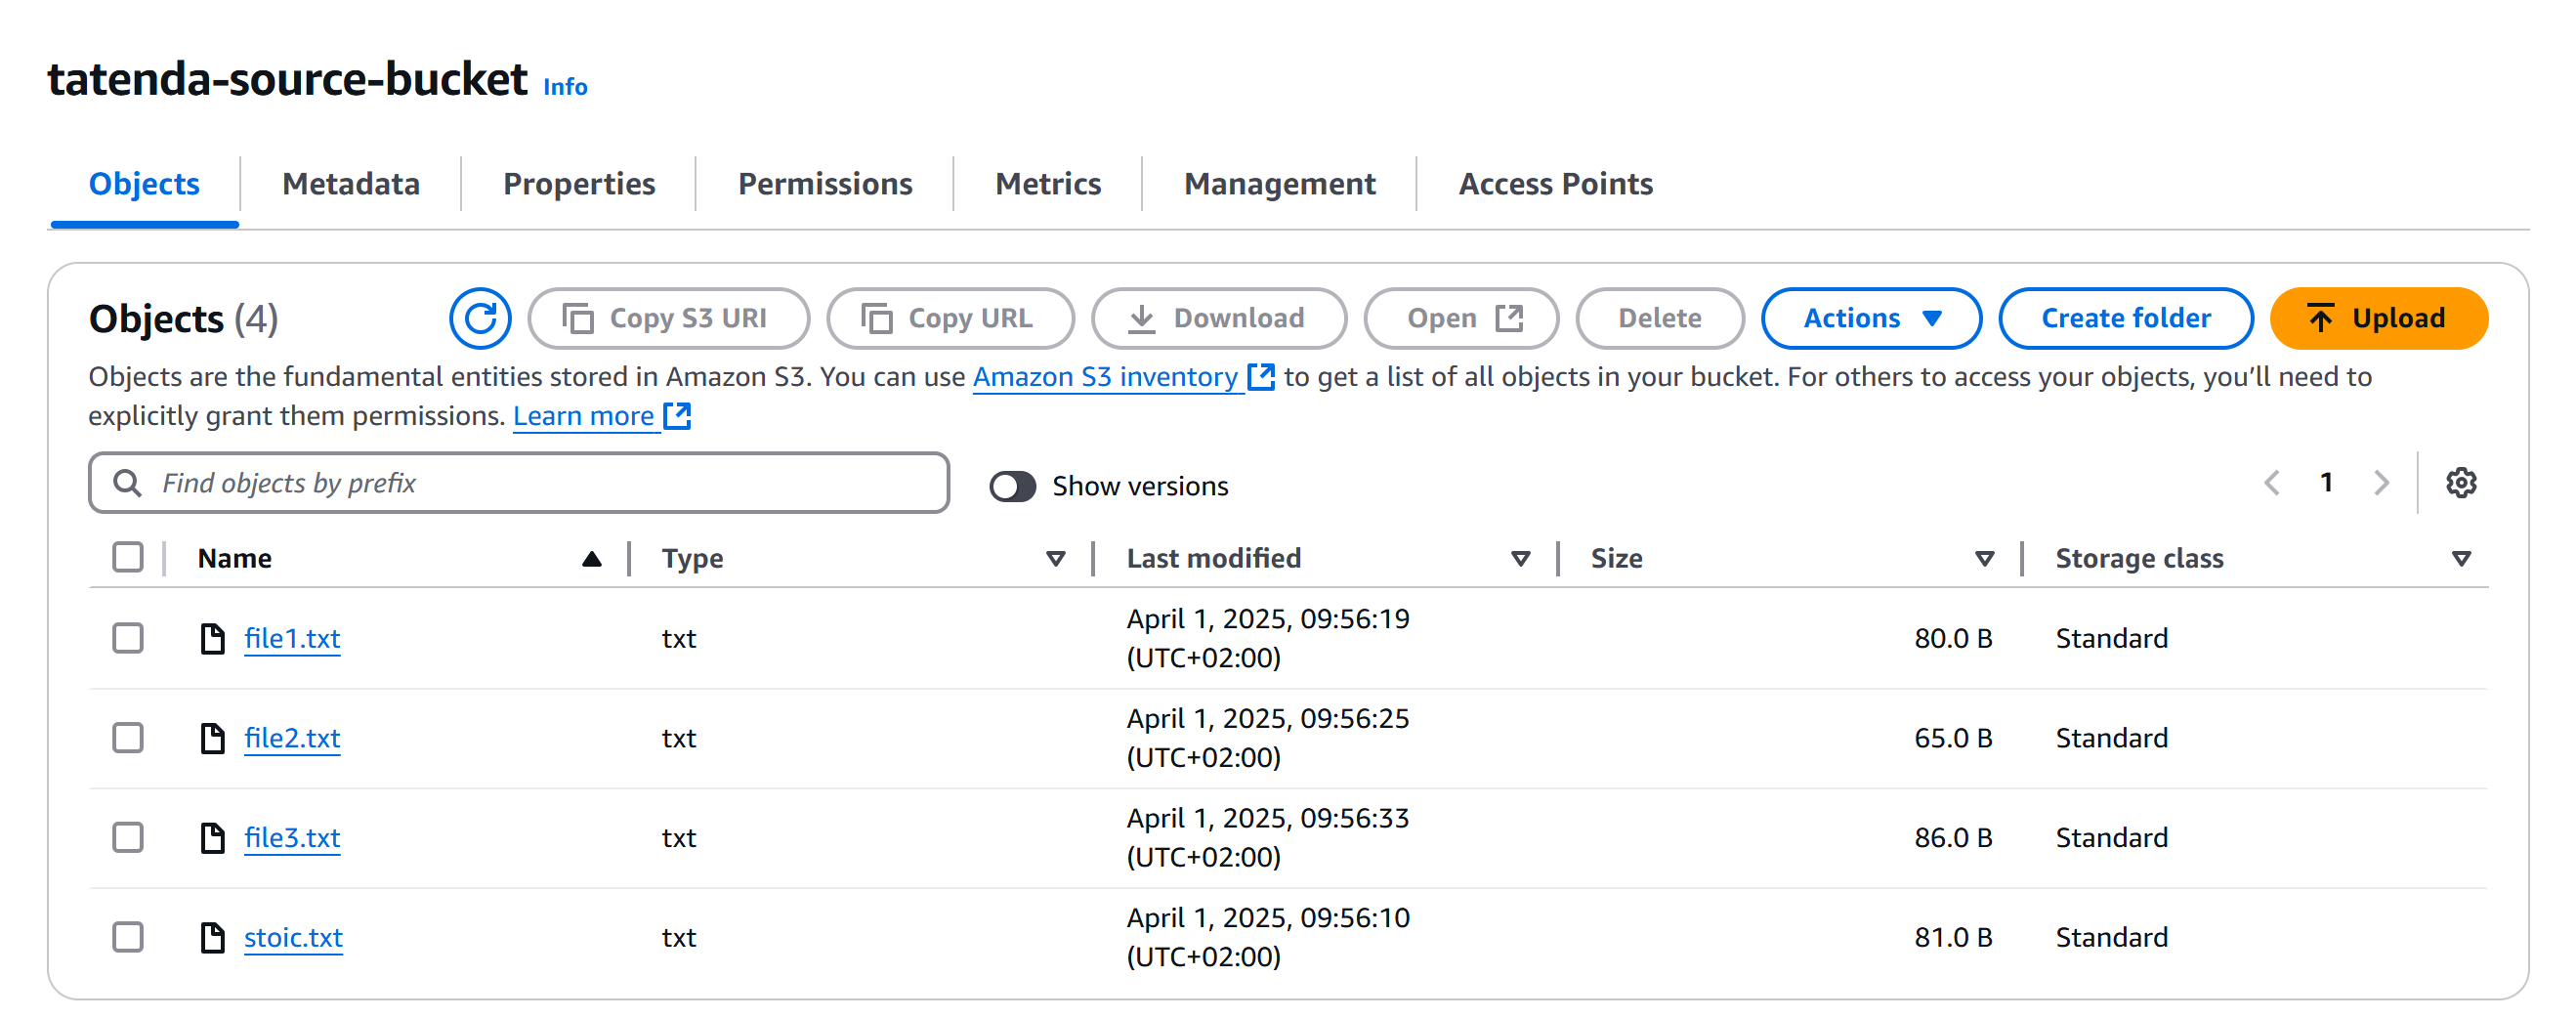 tatenda-source-bucket Info
Objects Metadata Properties Permissions Metrics Management Access Points
Objects (4) Copy S3 URI Copy URL Download Open Delete Actions Create folder Upload
Objects are the fundamental entities stored in Amazon S3. You can use Amazon S3 inventory to get a list of all objects in your bucket. For others to access your objects, you’ll need to
explicitly grant them permissions. Learn more
Find objects by prefix Show versions 1
Name Type Last modified Size Storage class
file1.txt txt April 1, 2025, 09:56:19 (UTC+02:00) 80.0 B Standard
file2.txt txt April 1, 2025, 09:56:25 (UTC+02:00) 65.0 B Standard
file3.txt txt April 1, 2025, 09:56:33 (UTC+02:00) 86.0 B Standard
stoic.txt txt April 1, 2025, 09:56:10 (UTC+02:00) 81.0 B Standard